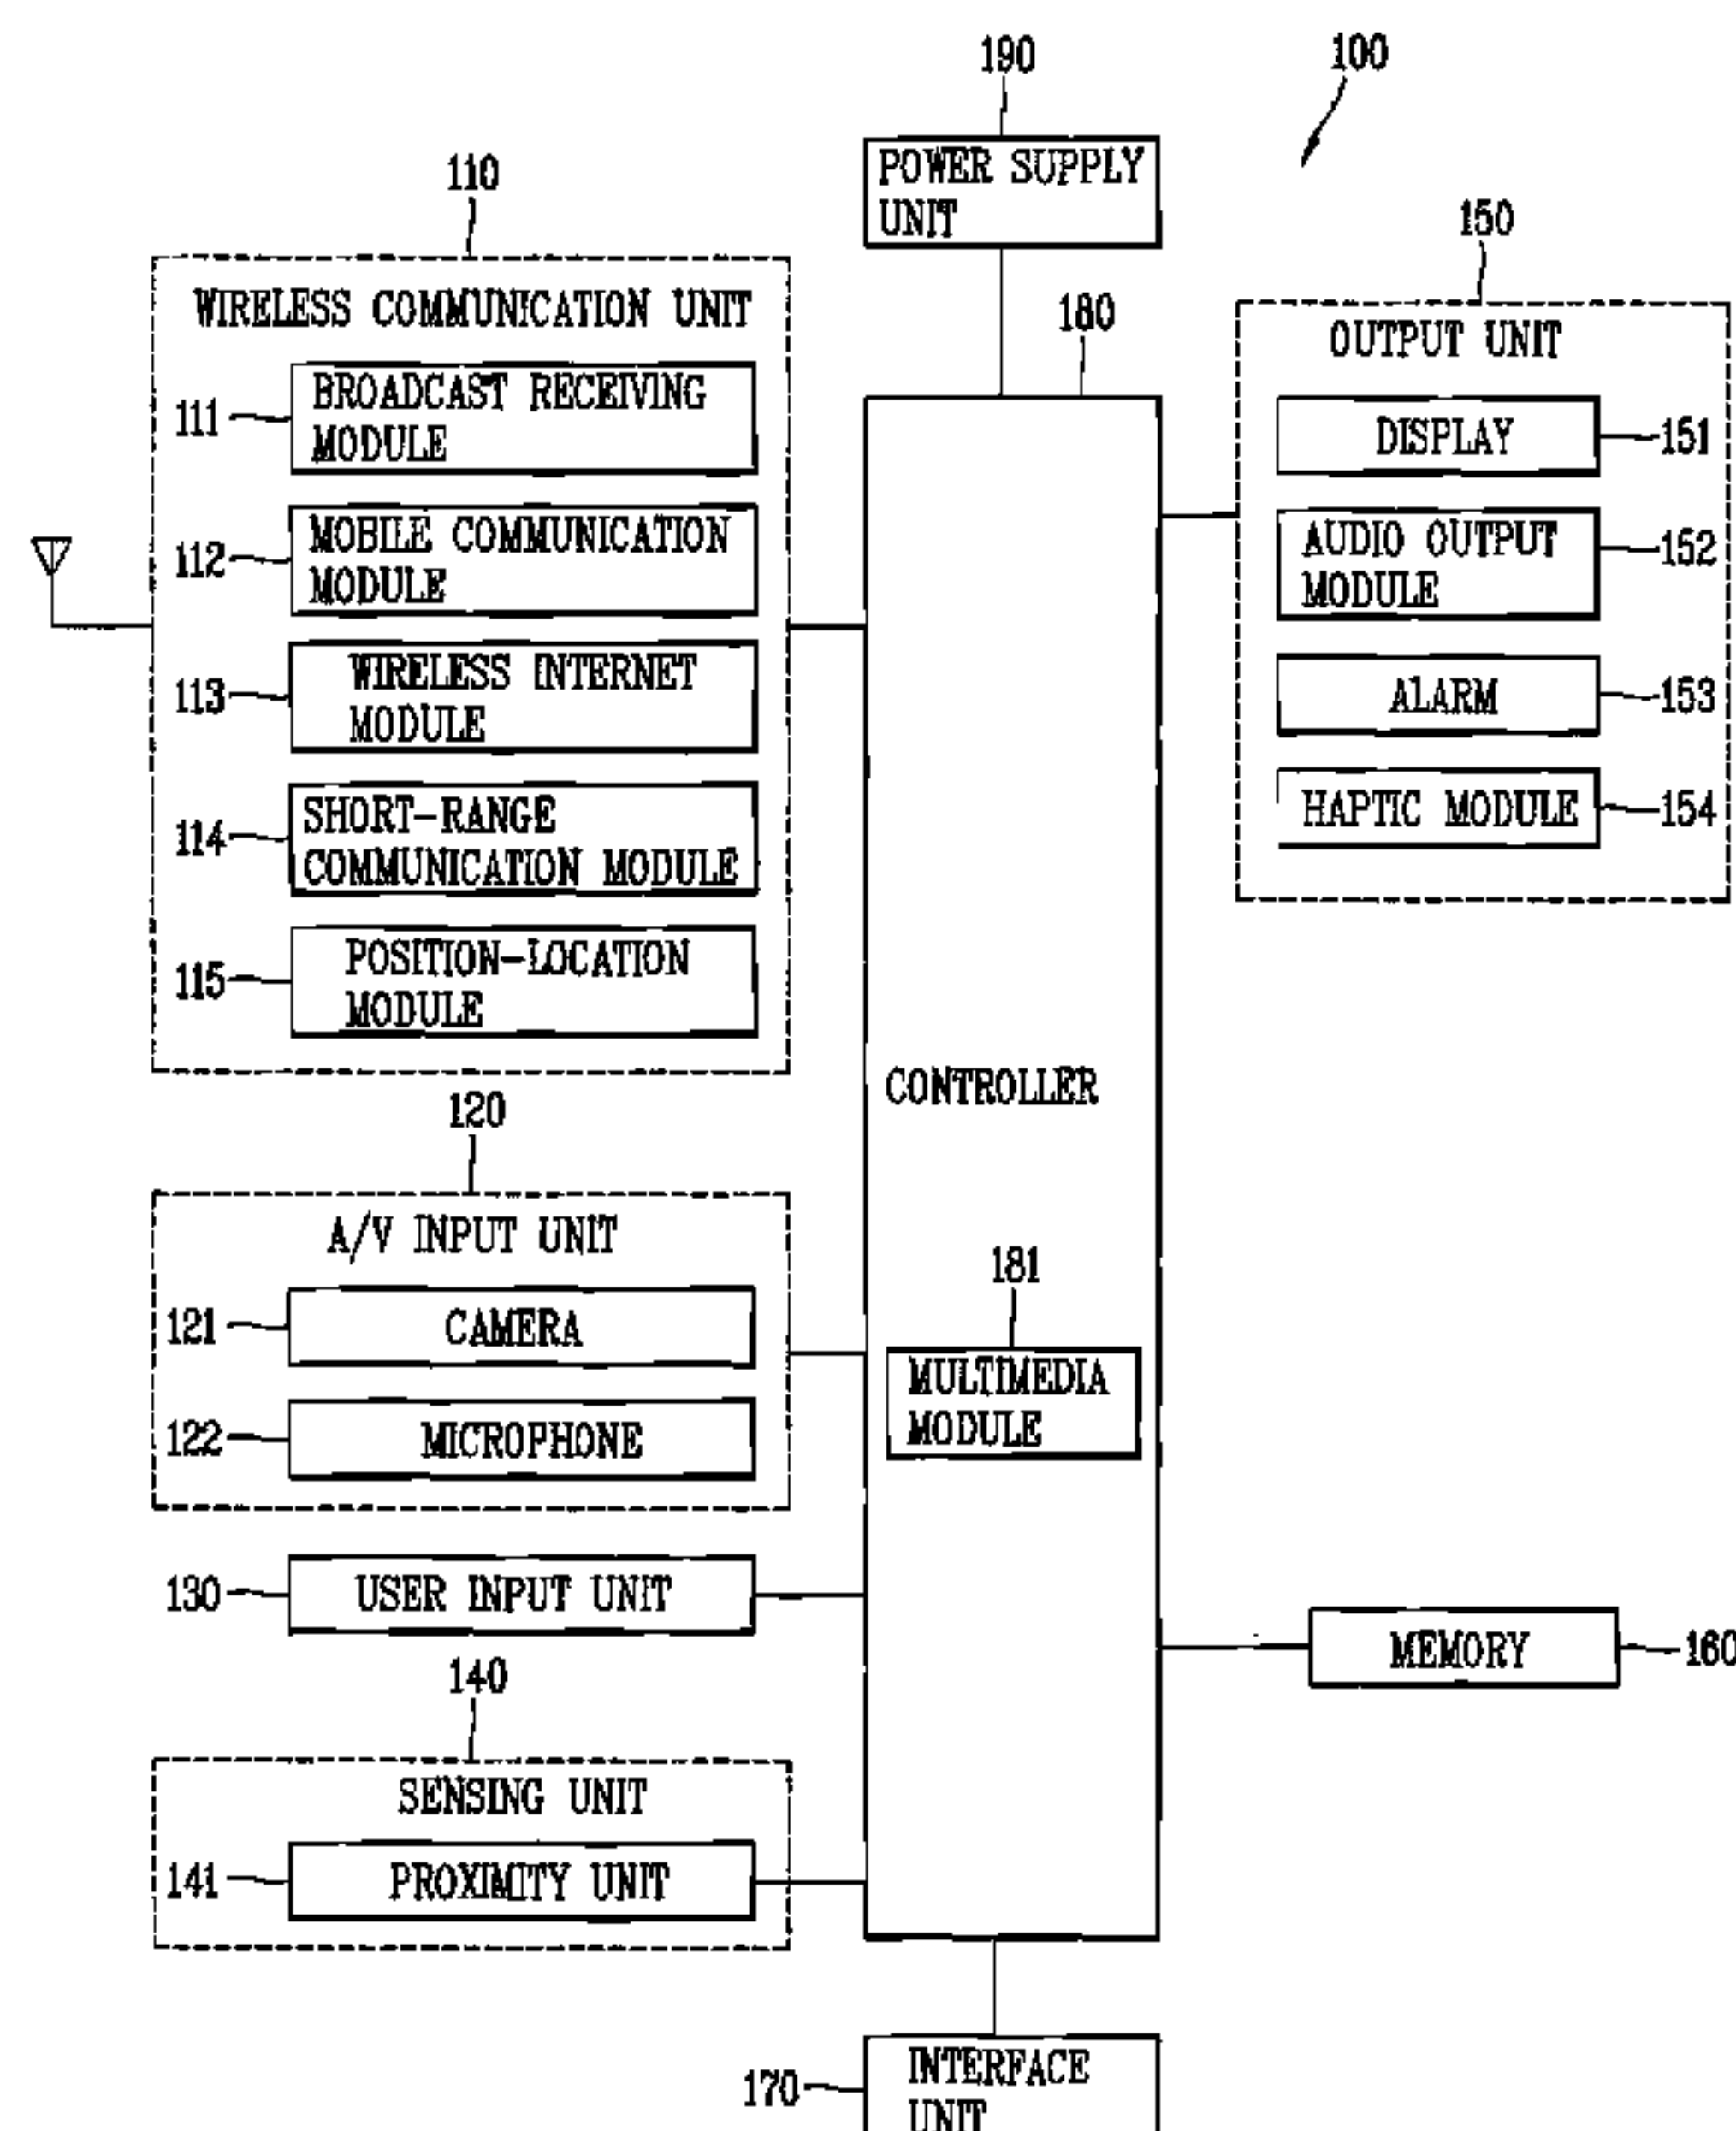 190
100
POWER SUPPLY
UNIT
110
WIRELESS COMMUNICATION UNIT
111
BROADCAST RECEIVING
MODULE
112
MOBILE COMMUNICATION
MODULE
113
WIRELESS INTERNET
MODULE
114
SHORT-RANGE
COMMUNICATION MODULE
115
POSITION-LOCATION
MODULE
120
A/V INPUT UNIT
121
CAMERA
122
MICROPHONE
130
USER INPUT UNIT
140
SENSING UNIT
141
PROXIMITY UNIT
180
CONTROLLER
181
MULTIMEDIA
MODULE
150
OUTPUT UNIT
DISPLAY
151
AUDIO OUTPUT
MODULE
152
ALARM
153
HAPTIC MODULE
154
MEMORY
160
170
INTERFACE
UNIT